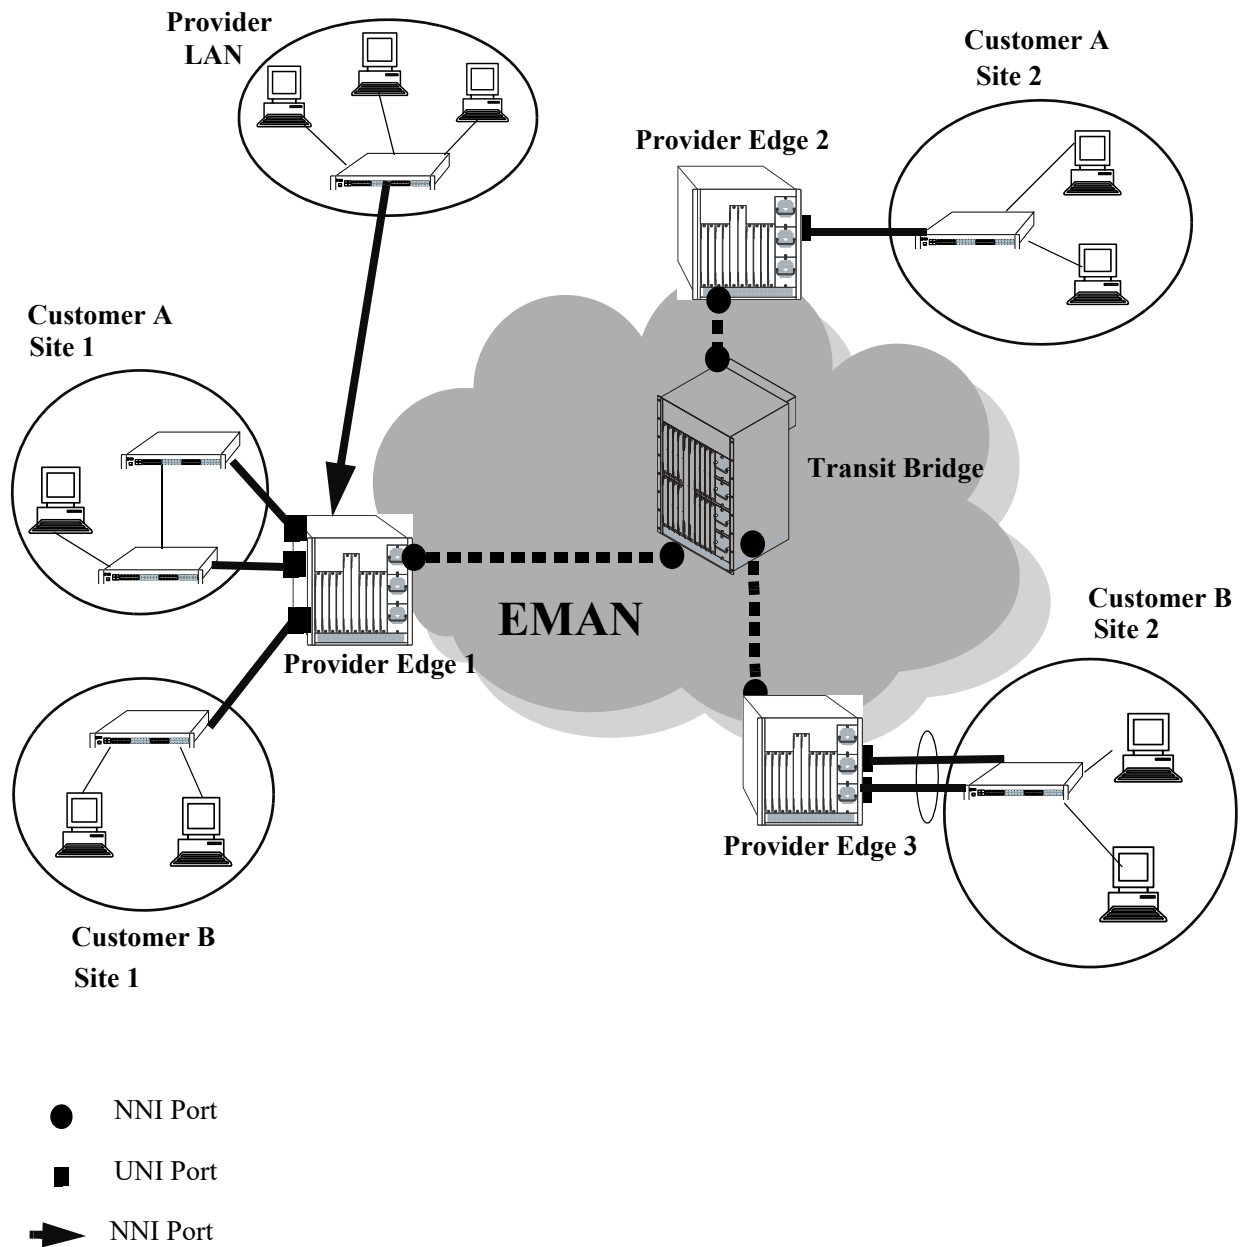 Provider
LAN
Customer A
Site 2
Provider Edge 2
Customer A
Site 1
Transit Bridge
EMAN
Customer B
Site 2
Provider Edge 1
Provider Edge 3
Customer B
Site 1
NNI Port
UNI Port
NNI Port